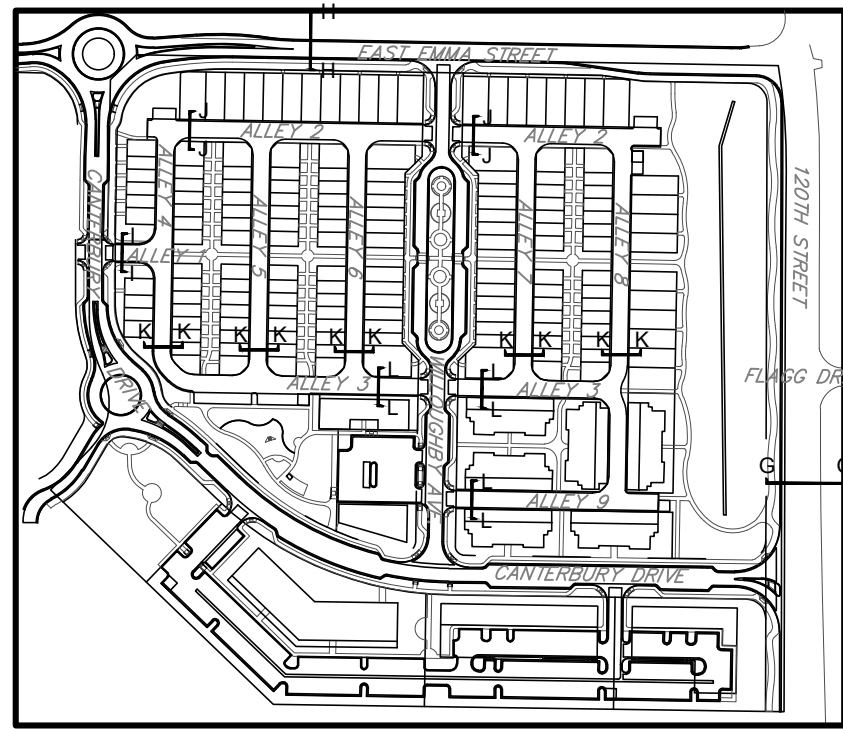 H
EAST EMMA STREET
H
J
ALLEY 2
J
J
ALLEY 2
J
ALLEY 4
CANTERBURY
DRIVE
I
ALLEY 1
I
ALLEY 5
ALLEY 6
ALLEY 7
ALLEY 8
120TH STREET
K K
K K
K K
K K
K K
ALLEY 3
L
L
L
ALLEY 3
L
FLAGG DR
WILLOUGHBY AVE
G
L
ALLEY 9
L
CANTERBURY DRIVE